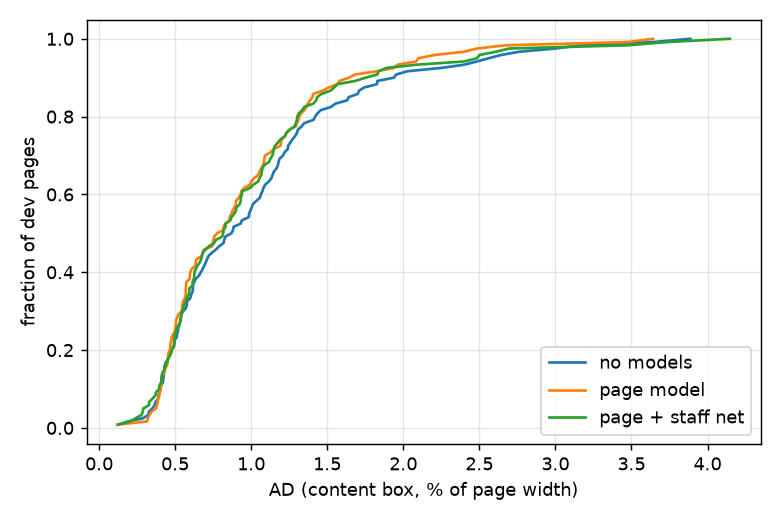 1.0
0.8
0.6
0.4
0.2
0.0
fraction of dev pages
no models
page model
page + staff net
0.0 0.5 1.0 1.5 2.0 2.5 3.0 3.5 4.0
AD (content box, % of page width)